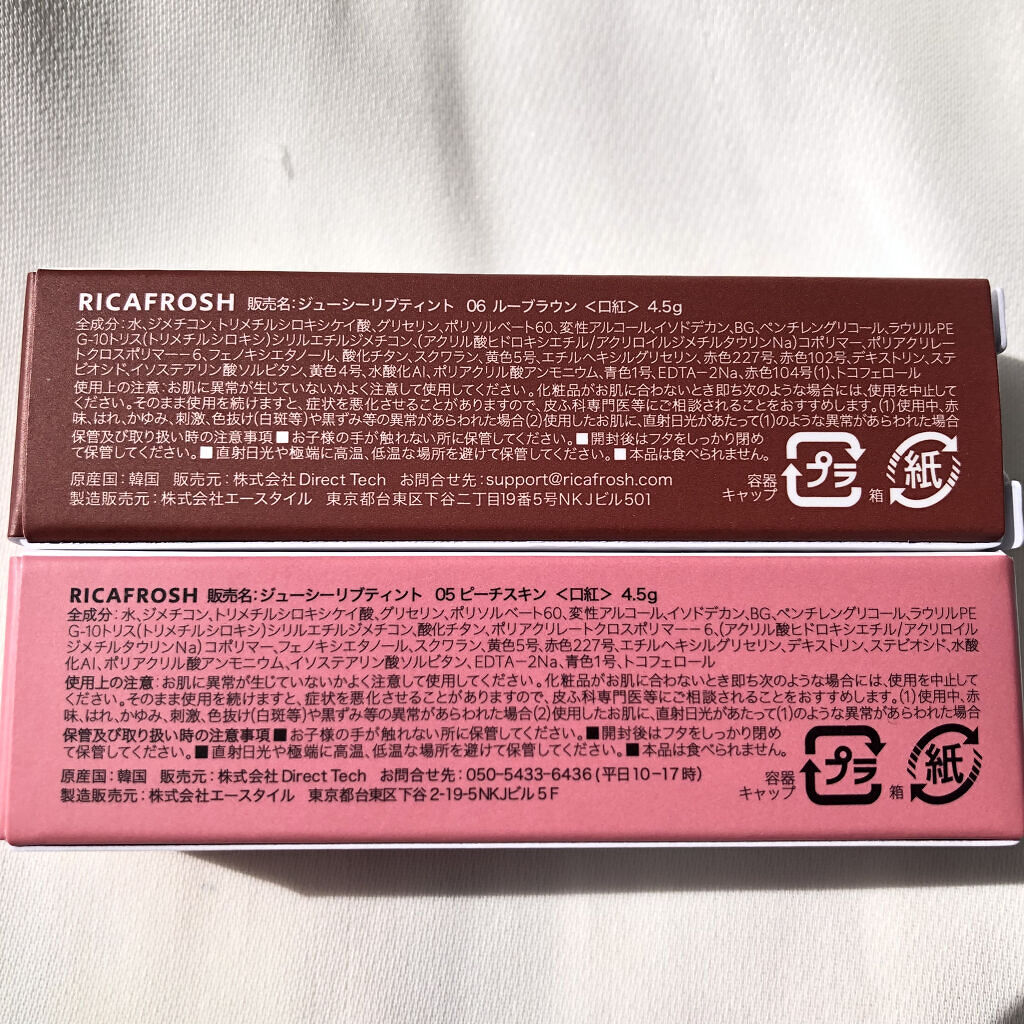 RICAFROSH 販売名:ジューシーリップティント 06 ルーブラウン <口紅> 4.5g
全成分:水、ジメチコン、トリメチルシロキシケイ酸、グリセリン、ポリソルベート60、変性アルコール、イソドデカン、BG、ペンチレングリコール、ラウリルPE
G-10トリス(トリメチルシロキシ)シリルエチルジメチコン、(アクリル酸ヒドロキシエチル/アクリロイルジメチルタウリンNa)コポリマー、ポリアクリレー
トクロスポリマー-6、フェノキシエタノール、酸化チタン、スクワラン、黄色5号、エチルヘキシルグリセリン、赤色227号、赤色102号、デキストリン、ステ
ビオシド、イソステアリン酸ソルビタン、黄色4号、水酸化Al、ポリアクリル酸アンモニウム、青色1号、EDTA-2Na、赤色104号(1)、トコフェロール
使用上の注意:お肌に異常が生じていないかよく注意して使用してください。化粧品がお肌に合わないとき即ち次のような場合には、使用を中止して
ください。そのまま使用を続けますと、症状を悪化させることがありますので、皮ふ科専門医等にご相談されることをおすすめします。(1)使用中、赤
味、はれ、かゆみ、刺激、色抜け(白斑等)や黒ずみ等の異常があらわれた場合(2)使用したお肌に、直射日光があたって(1)のような異常があらわれた場合
保管及び取り扱い時の注意事項 ■お子様の手が触れない所に保管してください。■開封後はフタをしっかり閉め
て保管してください。■直射日光や極端に高温、低温な場所を避けて保管してください。■本品は食べられません。
原産国:韓国 販売元:株式会社 Direct Tech お問合せ先:support@ricafrosh.com
製造販売元:株式会社エースタイル 東京都台東区下谷二丁目19番5号NKJビル501
容器
キャップ
プラ
箱
紙
RICAFROSH 販売名:ジューシーリブティント 05 ピーチスキン <口紅> 4.5g
全成分:水、ジメチコン、トリメチルシロキシケイ酸、グリセリン、ポリソルベート60、変性アルコール、イソドデカン、BG、ペンチレングリコール、ラウリルPE
G-10トリス(トリメチルシロキシ)シリルエチルジメチコン、酸化チタン、ポリアクリレートクロスポリマー-6、(アクリル酸ヒドロキシエチル/アクリロイル
ジメチルタウリンNa)コポリマー、フェノキシエタノール、スクワラン、黄色5号、赤色227号、エチルヘキシルグリセリン、デキストリン、ステビオシド、水酸
化Al、ポリアクリル酸アンモニウム、イソステアリン酸ソルビタン、EDTA-2Na、青色1号、トコフェロール
使用上の注意:お肌に異常が生じていないかよく注意して使用してください。化粧品がお肌に合わないとき即ち次のような場合には、使用を中止して
ください。そのまま使用を続けますと、症状を悪化させることがありますので、皮ふ科専門医等にご相談されることをおすすめします。(1)使用中、赤
味、はれ、かゆみ、刺激、色抜け(白斑等)や黒ずみ等の異常があらわれた場合(2)使用したお肌に、直射日光があたって(1)のような異常があらわれた場合
保管及び取り扱い時の注意事項 ■お子様の手が触れない所に保管してください。■開封後はフタをしっかり閉め
て保管してください。■直射日光や極端に高温、低温な場所を避けて保管してください。■本品は食べられません。
原産国:韓国 販売元:株式会社 Direct Tech お問合せ先:050-5433-6436 (平日10-17時)
製造販売元:株式会社エースタイル 東京都台東区下谷 2-19-5NKJビル 5F
容器
キャップ
プラ
箱
紙